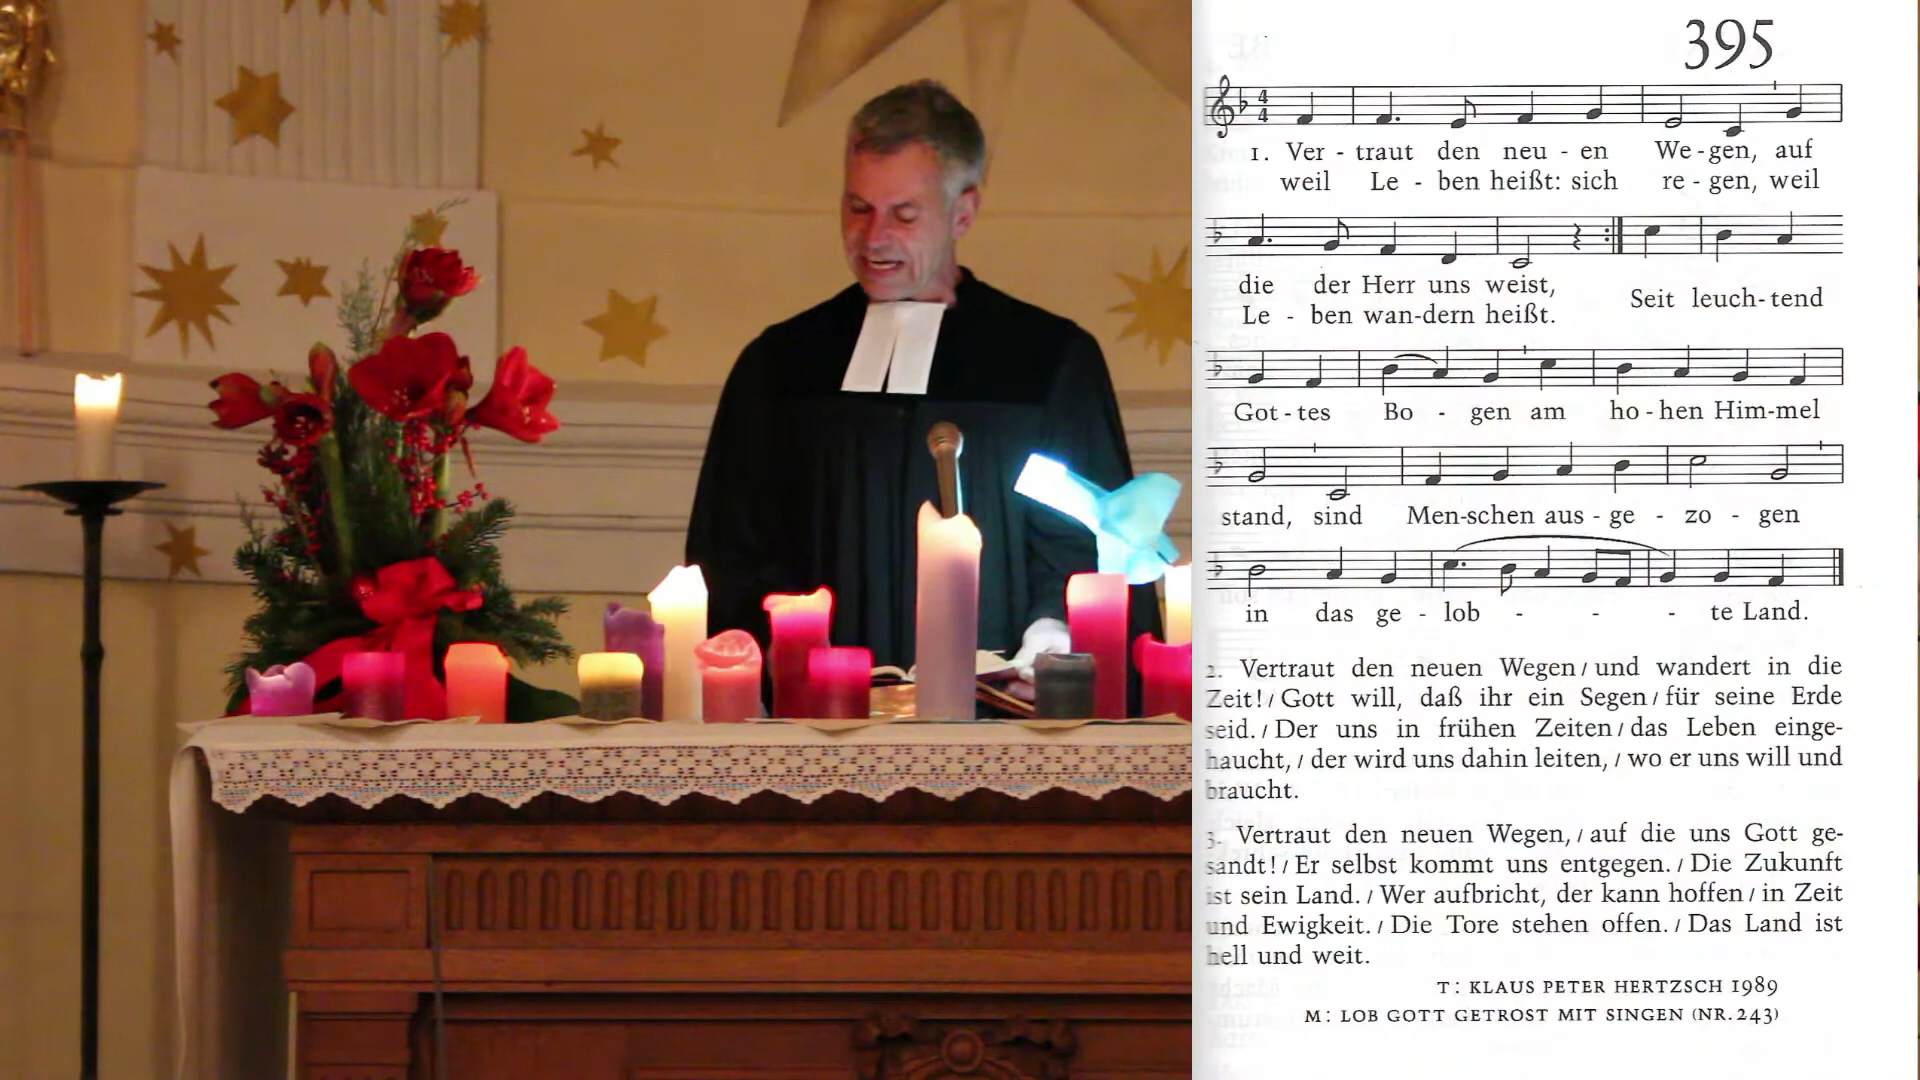 395
1. Ver - traut den neu - en We - gen, auf
weil Le - ben heißt: sich re - gen, weil
die der Herr uns weist,
Le - ben wan-dern heißt.
Seit leuch-tend
Got - tes Bo - gen am ho - hen Him-mel
stand, sind Men-schen aus - ge - zo - gen
in das ge - lob - - - te Land.
2. Vertraut den neuen Wegen / und wandert in die
Zeit! / Gott will, daß ihr ein Segen / für seine Erde
seid. / Der uns in frühen Zeiten / das Leben einge-
haucht, / der wird uns dahin leiten, / wo er uns will und
braucht.
3. Vertraut den neuen Wegen, / auf die uns Gott ge-
sandt! / Er selbst kommt uns entgegen. / Die Zukunft
ist sein Land. / Wer aufbricht, der kann hoffen / in Zeit
und Ewigkeit. / Die Tore stehen offen. / Das Land ist
hell und weit.
T: KLAUS PETER HERTZSCH 1989
M: LOB GOTT GETROST MIT SINGEN (NR. 243)